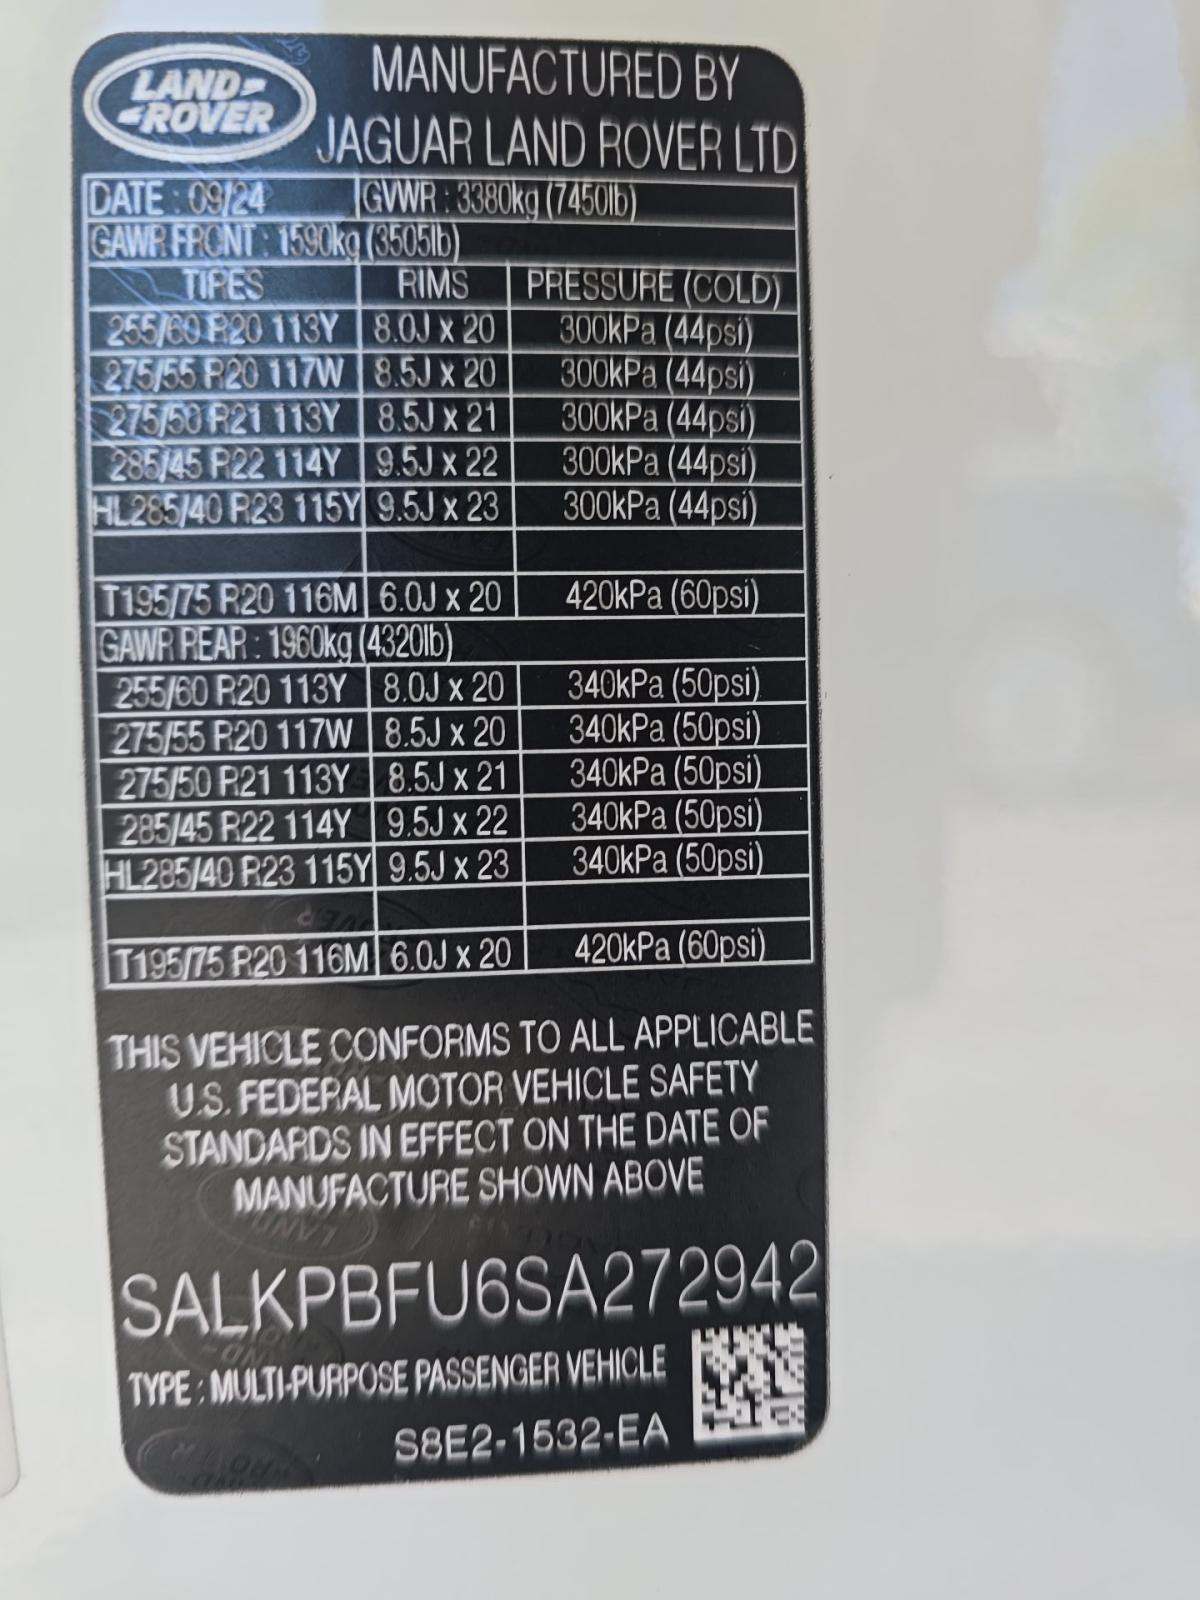 LAND-
-ROVER
MANUFACTURED BY
JAGUAR LAND ROVER LTD
DATE : 09/24 GVWR : 3380kg (7450lb)
GAWR FRONT : 1590kg (3505lb)
TIRES RIMS PRESSURE (COLD)
255/60 R20 113Y 8.0J x 20 300kPa (44psi)
275/55 R20 117W 8.5J x 20 300kPa (44psi)
275/50 R21 113Y 8.5J x 21 300kPa (44psi)
285/45 R22 114Y 9.5J x 22 300kPa (44psi)
HL285/40 R23 115Y 9.5J x 23 300kPa (44psi)
T195/75 R20 116M 6.0J x 20 420kPa (60psi)
GAWR REAR : 1960kg (4320lb)
255/60 R20 113Y 8.0J x 20 340kPa (50psi)
275/55 R20 117W 8.5J x 20 340kPa (50psi)
275/50 R21 113Y 8.5J x 21 340kPa (50psi)
285/45 R22 114Y 9.5J x 22 340kPa (50psi)
HL285/40 R23 115Y 9.5J x 23 340kPa (50psi)
T195/75 R20 116M 6.0J x 20 420kPa (60psi)
THIS VEHICLE CONFORMS TO ALL APPLICABLE
U.S. FEDERAL MOTOR VEHICLE SAFETY
STANDARDS IN EFFECT ON THE DATE OF
MANUFACTURE SHOWN ABOVE
SALKPBFU6SA272942
TYPE : MULTI-PURPOSE PASSENGER VEHICLE
S8E2-1532-EA